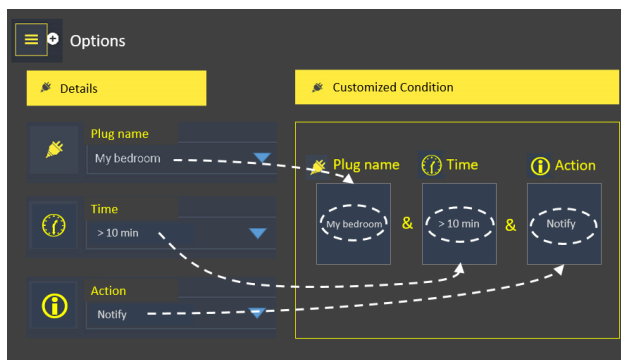 Options
Details
Customized Condition
Plug name
My bedroom
Time
> 10 min
Action
Notify
Plug name
Time
Action
My bedroom & > 10 min & Notify